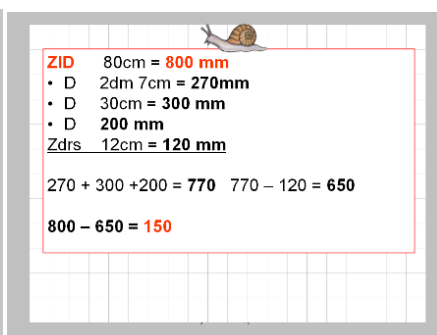 ZID 80cm = 800 mm
• D 2dm 7cm = 270mm
• D 30cm = 300 mm
• D 200 mm
Zdrs 12cm = 120 mm
270 + 300 +200 = 770 770 – 120 = 650
800 – 650 = 150